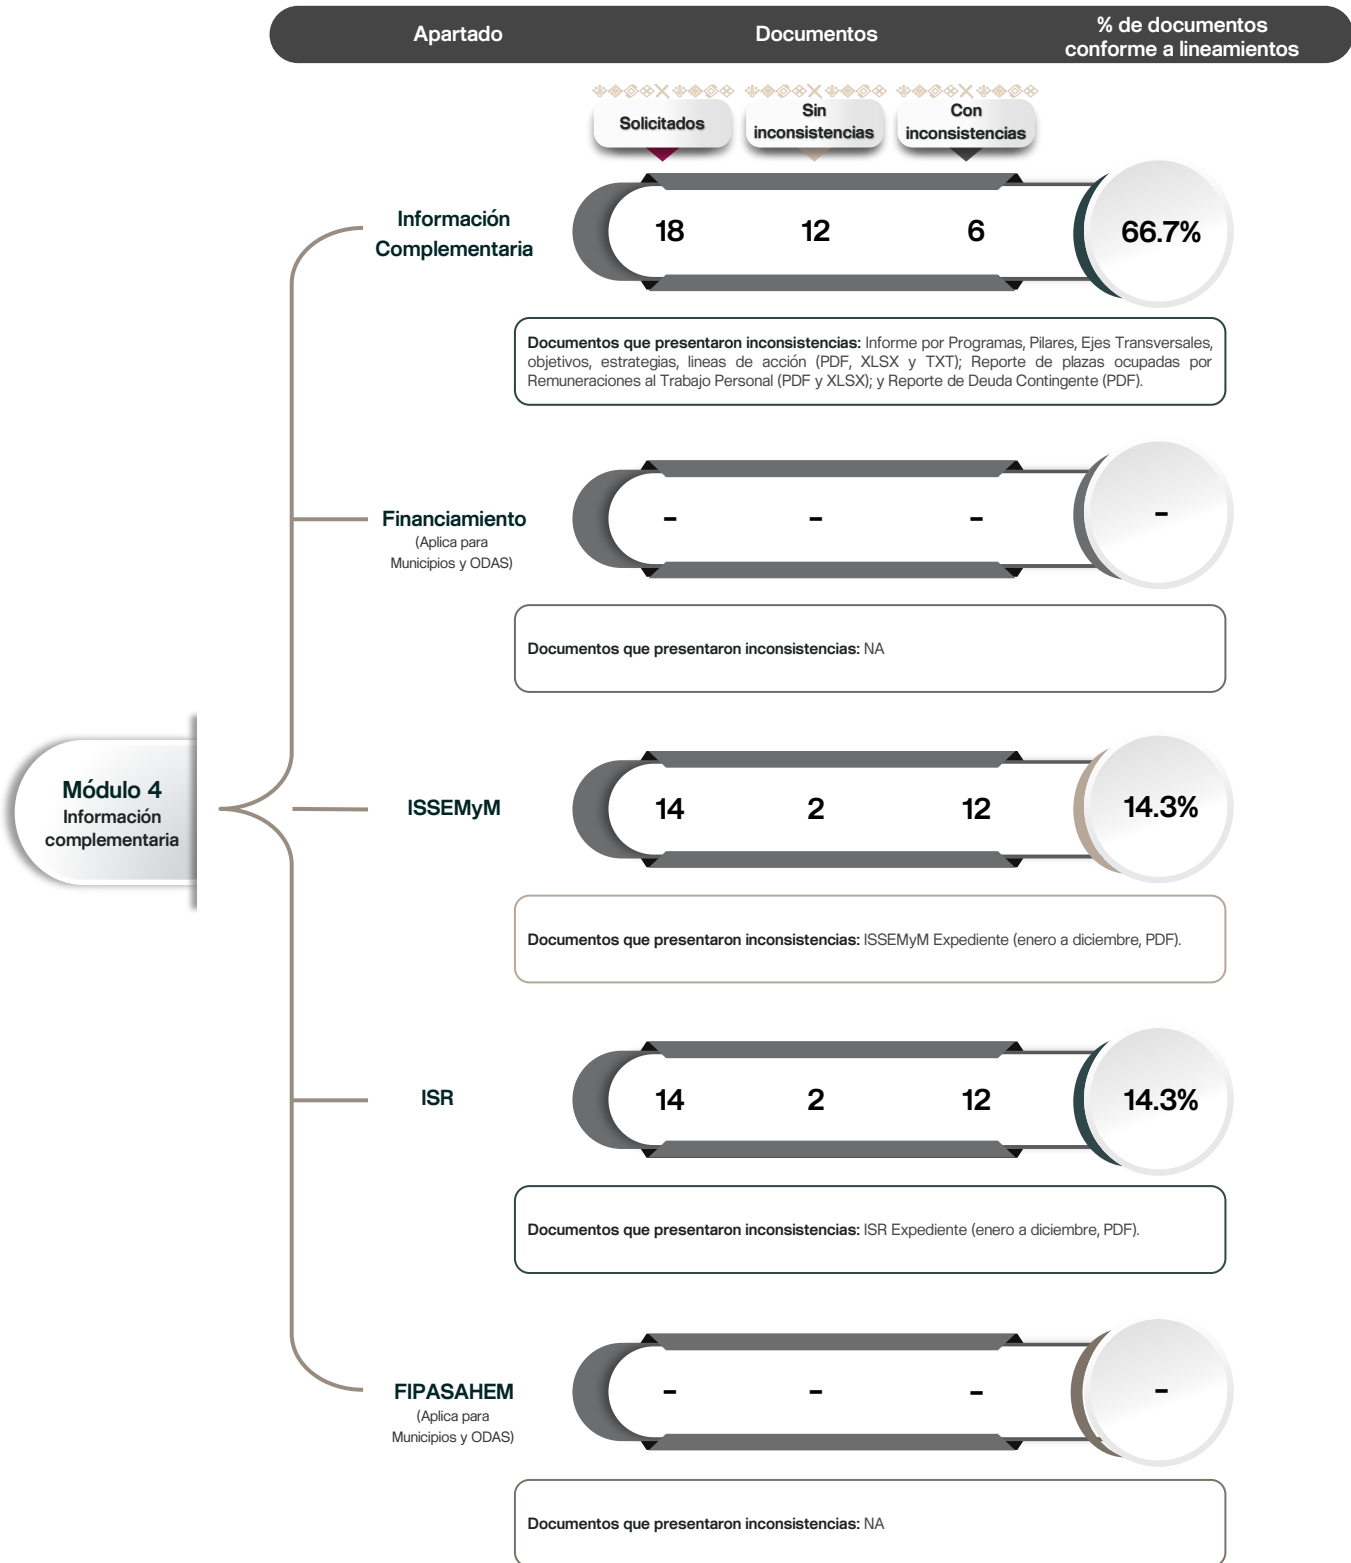 Apartado
Documentos
% de documentos
conforme a lineamientos
Solicitados
Sin
inconsistencias
Con
inconsistencias
Información
Complementaria
18
12
6
66.7%
Documentos que presentaron inconsistencias: Informe por Programas, Pilares, Ejes Transversales,
objetivos, estrategias, lineas de acción (PDF, XLSX y TXT); Reporte de plazas ocupadas por
Remuneraciones al Trabajo Personal (PDF y XLSX); y Reporte de Deuda Contingente (PDF).
Financiamiento
(Aplica para
Municipios y ODAS)
-
-
-
-
Documentos que presentaron inconsistencias: NA
Módulo 4
Información
complementaria
ISSEMyM
14
2
12
14.3%
Documentos que presentaron inconsistencias: ISSEMyM Expediente (enero a diciembre, PDF).
ISR
14
2
12
14.3%
Documentos que presentaron inconsistencias: ISR Expediente (enero a diciembre, PDF).
FIPASAHEM
(Aplica para
Municipios y ODAS)
-
-
-
-
Documentos que presentaron inconsistencias: NA